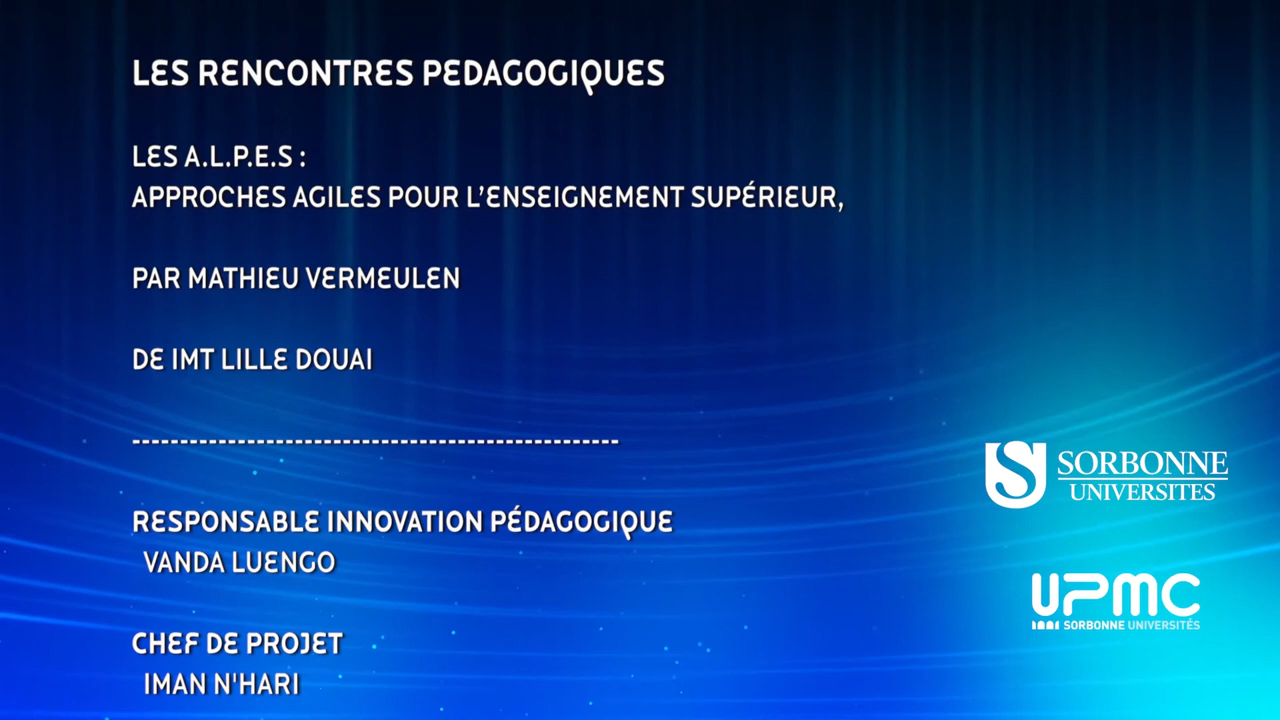 LES RENCONTRES PEDAGOGIQUES
LES A.L.P.E.S :
APPROCHES AGILES POUR L’ENSEIGNEMENT SUPÉRIEUR,
PAR MATHIEU VERMEULEN
DE IMT LILLE DOUAI
---------------------------------------------------
RESPONSABLE INNOVATION PÉDAGOGIQUE
VANDA LUENGO
CHEF DE PROJET
IMAN N'HARI
SORBONNE
UNIVERSITES
UPMC
SORBONNE UNIVERSITÉS